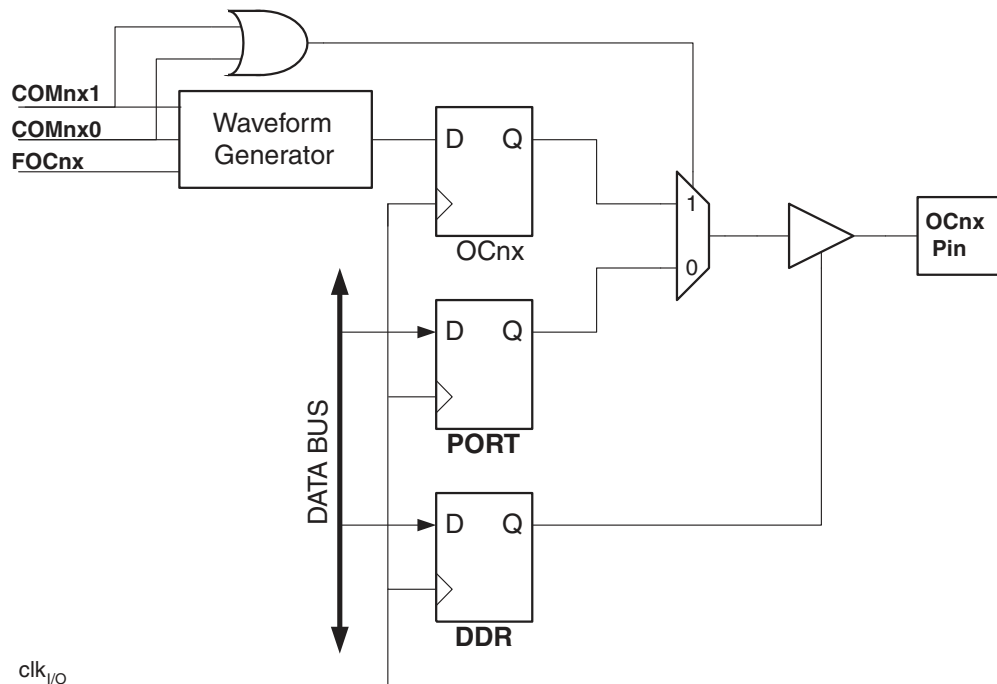 COMnx1
COMnx0
FOCnx
Waveform
Generator
D Q
OCnx
1
0
OCnx
Pin
D Q
PORT
DATA BUS
D Q
DDR
clkI/O